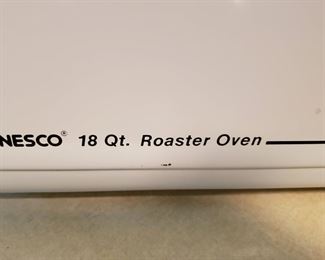 NESCO® 18 Qt. Roaster Oven